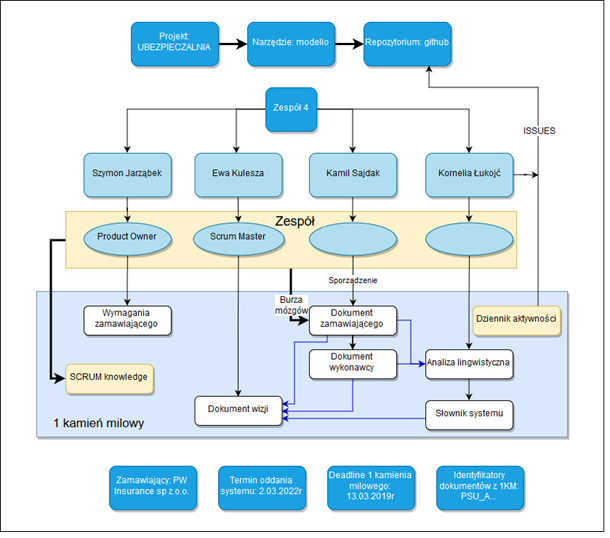 Projekt:
UBEZPIECZALNIA
Narzędzie: modelio
Repozytorium: github
Zespół 4
ISSUES
Szymon Jarząbek
Ewa Kulesza
Kamil Sajdak
Kornelia Łukojć
Zespół
Product Owner
Scrum Master
Sporządzenie
Burza
mózgów
Wymagania
zamawiającego
Dokument
zamawiającego
Dziennik aktywności
Dokument
wykonawcy
Analiza lingwistyczna
SCRUM knowledge
Dokument wizji
Słownik systemu
1 kamień milowy
Zamawiający: PW
Insurance sp z o.o.
Termin oddania
systemu: 2.03.2022r
Deadline 1 kamienia
milowego:
13.03.2019r
Identyfikatory
dokumentów z 1KM:
PSU_A...